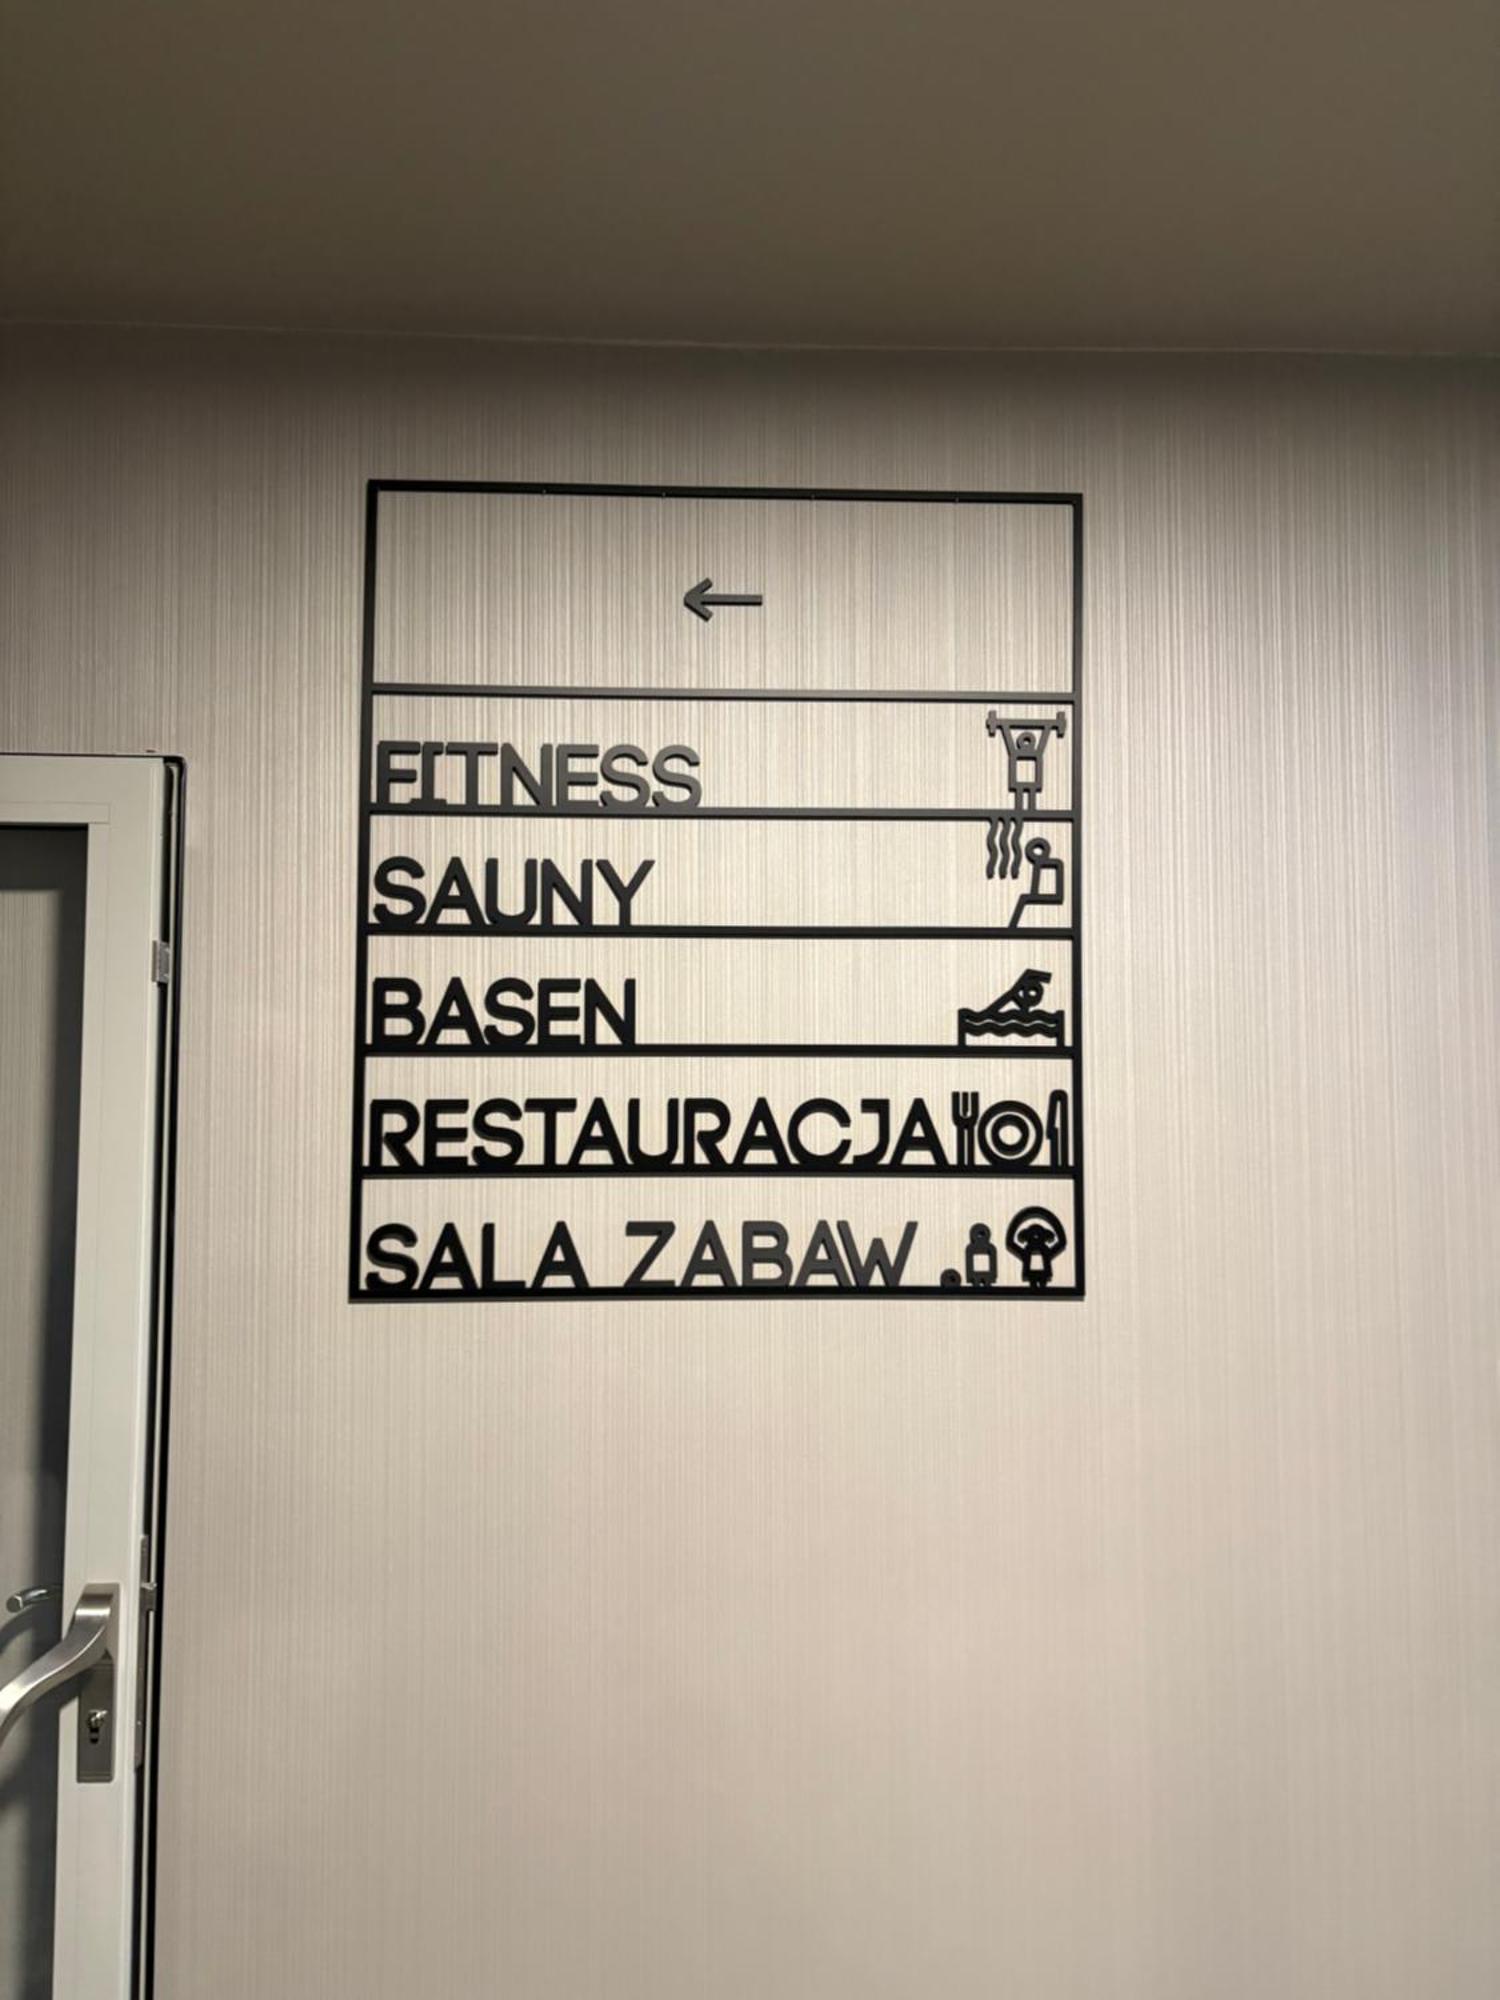 FITNESS
SAUNY
BASEN
RESTAURACJA
SALA ZABAW